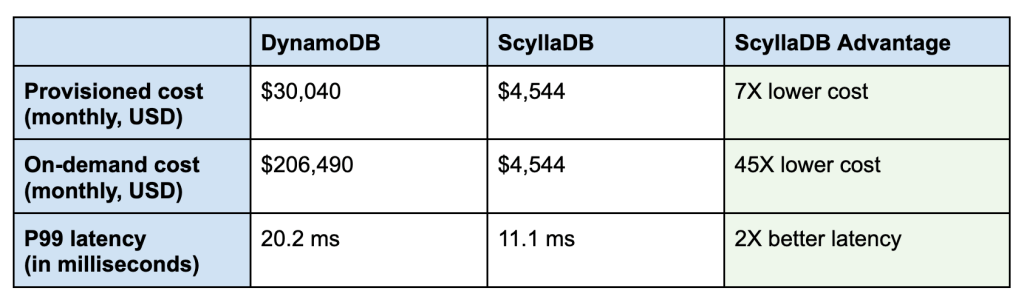 DynamoDB ScyllaDB ScyllaDB Advantage
Provisioned cost
(monthly, USD) $30,040 $4,544 7X lower cost
On-demand cost
(monthly, USD) $206,490 $4,544 45X lower cost
P99 latency
(in milliseconds) 20.2 ms 11.1 ms 2X better latency